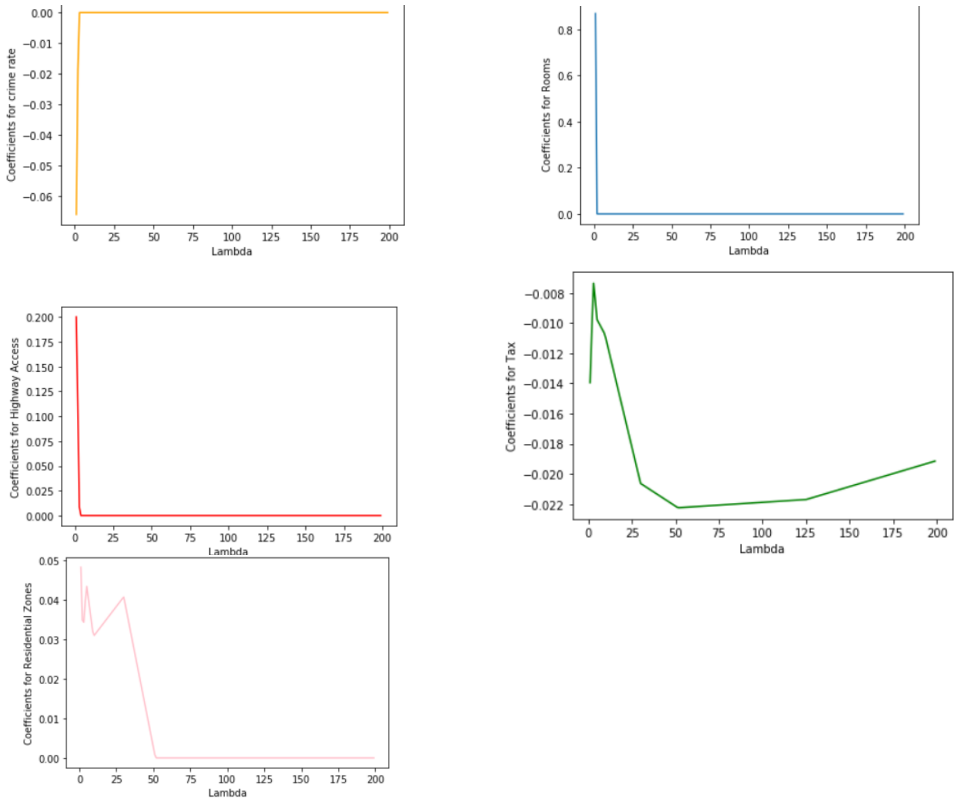 Coefficients for crime rate
0.00
−0.01
−0.02
−0.03
−0.04
−0.05
−0.06
0 25 50 75 100 125 150 175 200
Lambda
Coefficients for Rooms
0.8
0.6
0.4
0.2
0.0
0 25 50 75 100 125 150 175 200
Lambda
Coefficients for Highway Access
0.200
0.175
0.150
0.125
0.100
0.075
0.050
0.025
0.000
0 25 50 75 100 125 150 175 200
Lambda
Coefficients for Tax
−0.008
−0.010
−0.012
−0.014
−0.016
−0.018
−0.020
−0.022
0 25 50 75 100 125 150 175 200
Lambda
Coefficients for Residential Zones
0.05
0.04
0.03
0.02
0.01
0.00
0 25 50 75 100 125 150 175 200
Lambda